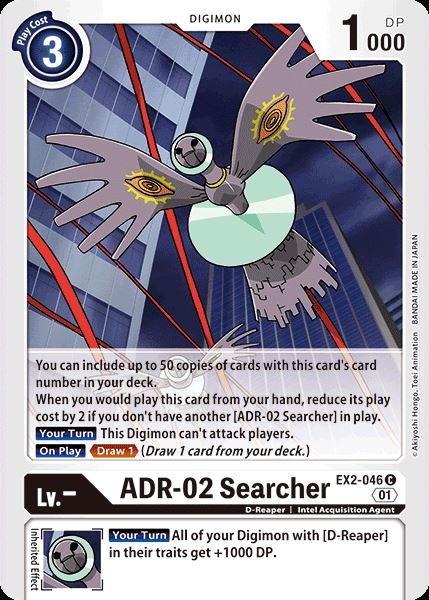 Play Cost
3
DIGIMON
DP
1000
You can include up to 50 copies of cards with this card's card
number in your deck.
When you would play this card from your hand, reduce its play
cost by 2 if you don't have another [ADR-02 Searcher] in play.
Your Turn This Digimon can't attack players.
On Play Draw 1 (Draw 1 card from your deck.)
©Akiyoshi Hongo, Toei Animation BANDAI MADE IN JAPAN
Lv.-
ADR-02 Searcher
EX2-046 C
01
D-Reaper | Intel Acquisition Agent
Inherited Effect
Your Turn All of your Digimon with [D-Reaper]
in their traits get +1000 DP.